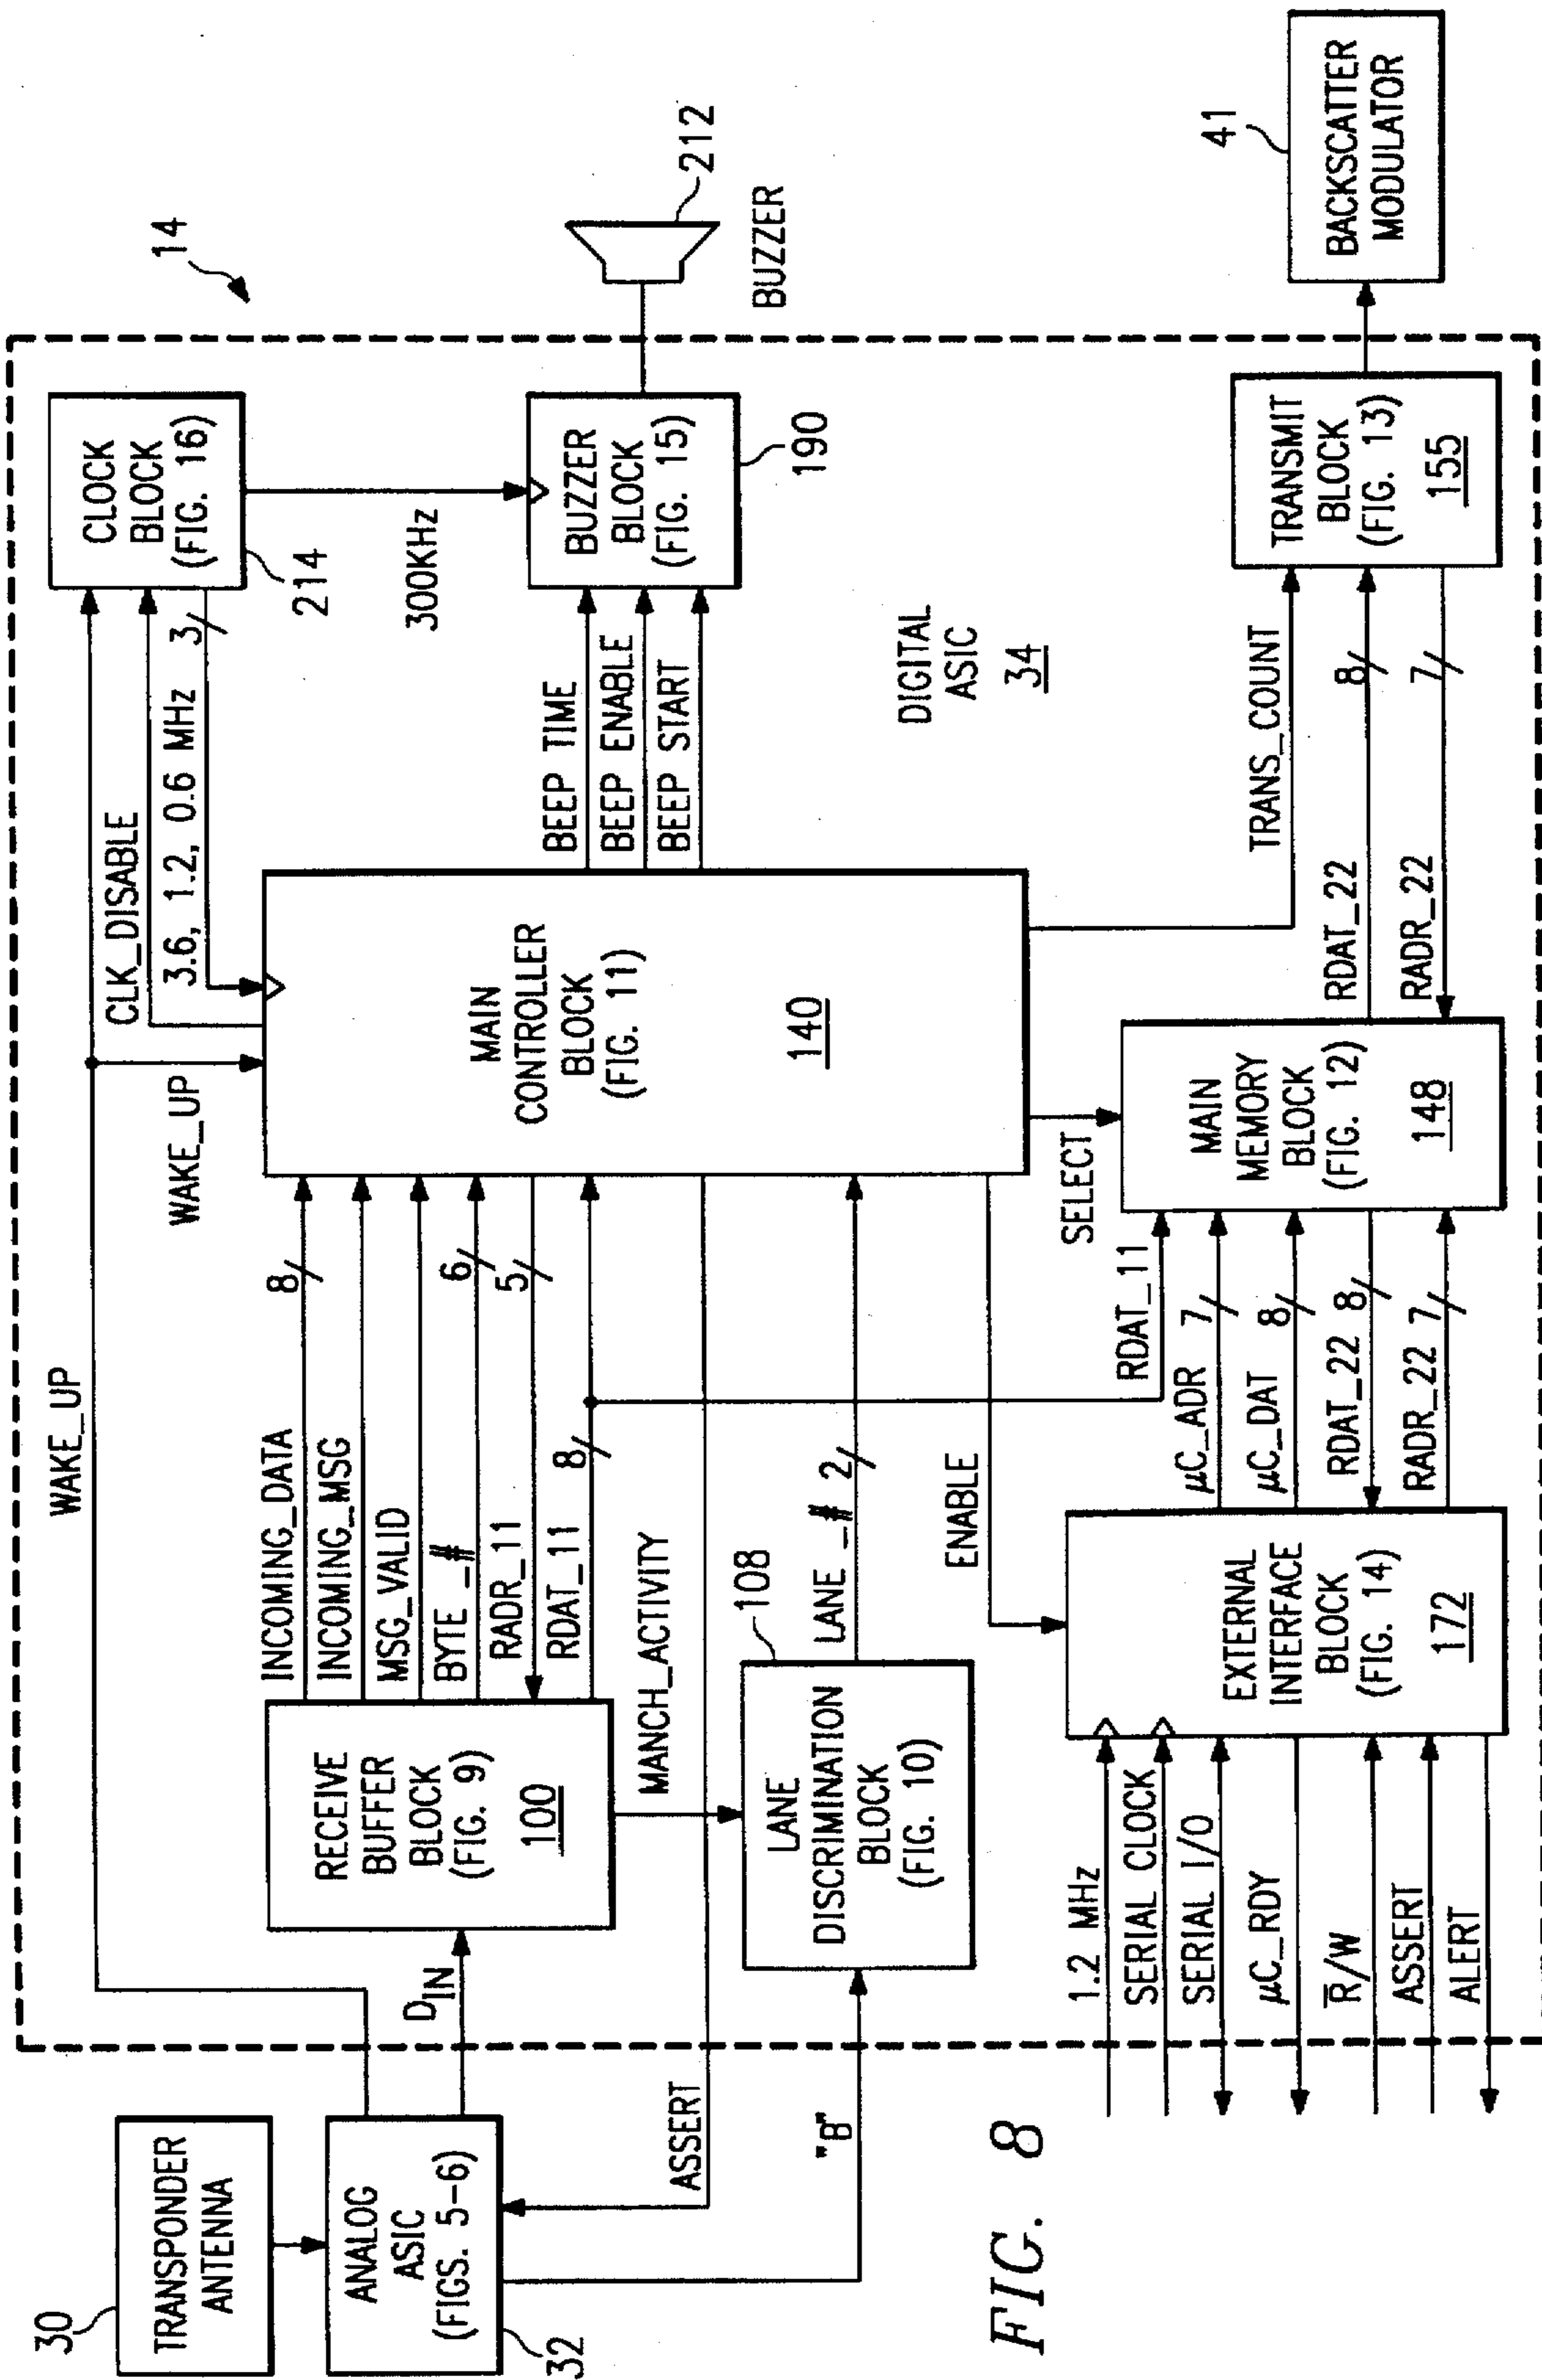 30
TRANSPONDER
ANTENNA
ANALOG
ASIC
(FIGS. 5-6)
32
WAKE_UP
WAKE_UP
CLK_DISABLE
3.6, 1.2, 0.6 MHz
3
CLOCK
BLOCK
(FIG. 16)
214
14
DIN
RECEIVE
BUFFER
BLOCK
(FIG. 9)
100
INCOMING_DATA
8
INCOMING_MSG
MSG_VALID
BYTE_#
6
RADR_11
5
RDAT_11
8
MAIN
CONTROLLER
BLOCK
(FIG. 11)
140
300KHz
BEEP TIME
BEEP ENABLE
BEEP START
BUZZER
BLOCK
(FIG. 15)
190
212
BUZZER
MANCH_ACTIVITY
ASSERT
"B"
LANE
DISCRIMINATION
BLOCK
(FIG. 10)
108
LANE_#
2
ENABLE
SELECT
DIGITAL
ASIC
34
TRANS_COUNT
1.2 MHz
SERIAL CLOCK
SERIAL I/O
μC_RDY
R̅/W
ASSERT
ALERT
EXTERNAL
INTERFACE
BLOCK
(FIG. 14)
172
RDAT_11
μC_ADR
7
μC_DAT
8
RDAT_22
8
RADR_22
7
MAIN
MEMORY
BLOCK
(FIG. 12)
148
RDAT_22
8
RADR_22
7
TRANSMIT
BLOCK
(FIG. 13)
155
41
BACKSCATTER
MODULATOR
FIG. 8